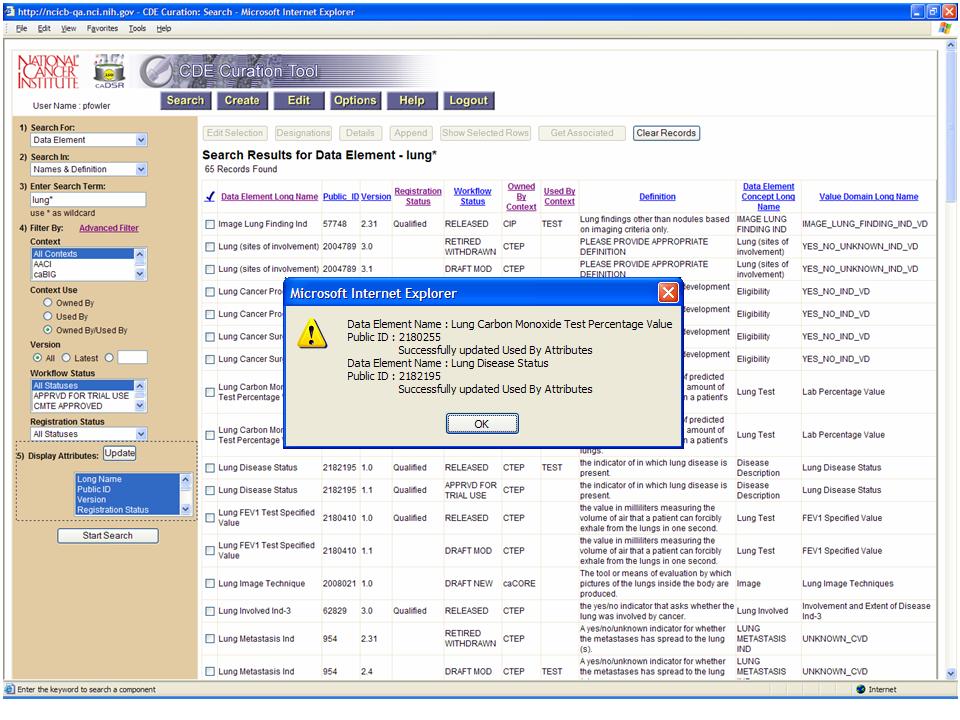 http://ncicb-qa.nci.nih.gov - CDE Curation: Search - Microsoft Internet Explorer
File Edit View Favorites Tools Help
NATIONAL CANCER INSTITUTE
caDSR
CDE Curation Tool
User Name : pfowler
Search Create Edit Options Help Logout
1) Search For:
Data Element
2) Search In:
Names & Definition
3) Enter Search Term:
lung*
use * as wildcard
4) Filter By: Advanced Filter
Context
All Contexts
AACI
caBIG
Context Use
Owned By
Used By
Owned By/Used By
Version
All Latest
Workflow Status
All Statuses
APPRVD FOR TRIAL USE
CMTE APPROVED
Registration Status
All Statuses
5) Display Attributes: Update
Long Name
Public ID
Version
Registration Status
Start Search
Edit Selection Designations Details Append Show Selected Rows Get Associated Clear Records
Search Results for Data Element - lung*
65 Records Found
Data Element Long Name Public_ID Version Registration Status Workflow Status Owned By Context Used By Context Definition Data Element Concept Long Name Value Domain Long Name
Image Lung Finding Ind 57748 2.31 Qualified RELEASED CIP TEST Lung findings other than nodules based on imaging criteria only. IMAGE LUNG FINDING IND IMAGE_LUNG_FINDING_IND_VD
Lung (sites of involvement) 2004789 3.0 RETIRED WITHDRAWN CTEP PLEASE PROVIDE APPROPRIATE DEFINITION Lung (sites of involvement) YES_NO_UNKNOWN_IND_VD
Lung (sites of involvement) 2004789 3.1 DRAFT MOD CTEP PLEASE PROVIDE APPROPRIATE DEFINITION Lung (sites of involvement) YES_NO_UNKNOWN_IND_VD
Lung Cancer Pro development Eligibility YES_NO_IND_VD
Lung Cancer Pro development Eligibility YES_NO_IND_VD
Lung Cancer Sur development Eligibility YES_NO_IND_VD
Lung Cancer Sur development Eligibility YES_NO_IND_VD
Lung Carbon Mon Test Percentage of predicted amount of n a patient's Lung Test Lab Percentage Value
Lung Carbon Mon Test Percentage of predicted amount of n a patient's lungs. Lung Test Lab Percentage Value
Microsoft Internet Explorer
Data Element Name : Lung Carbon Monoxide Test Percentage Value
Public ID : 2180255
Successfully updated Used By Attributes
Data Element Name : Lung Disease Status
Public ID : 2182195
Successfully updated Used By Attributes
OK
Lung Disease Status 2182195 1.0 Qualified RELEASED CTEP TEST the indicator of in which lung disease is present. Disease Description Lung Disease Status
Lung Disease Status 2182195 1.1 Qualified APPRVD FOR TRIAL USE CTEP the indicator of in which lung disease is present. Disease Description Lung Disease Status
Lung FEV1 Test Specified Value 2180410 1.0 Qualified RELEASED CTEP the value in milliliters measuring the volume of air that a patient can forcibly exhale from the lungs in one second. Lung Test FEV1 Specified Value
Lung FEV1 Test Specified Value 2180410 1.1 DRAFT MOD CTEP the value in milliliters measuring the volume of air that a patient can forcibly exhale from the lungs in one second. Lung Test FEV1 Specified Value
Lung Image Technique 2008021 1.0 DRAFT NEW caCORE The tool or means of evaluation by which pictures of the lungs inside the body are produced. Image Lung Image Techniques
Lung Involved Ind-3 62829 3.0 Qualified RELEASED CTEP the yes/no indicator that asks whether the lung was involved by cancer. Lung Involved Involvement and Extent of Disease Ind-3
Lung Metastasis Ind 954 2.31 RETIRED WITHDRAWN CTEP A yes/no/unknown indicator for whether the metastases has spread to the lung (s). LUNG METASTASIS IND UNKNOWN_CVD
Lung Metastasis Ind 954 2.4 DRAFT MOD CTEP TEST A yes/no/unknown indicator for whether the metastases has spread to the lung LUNG METASTASIS UNKNOWN_CVD
Enter the keyword to search a component
Internet